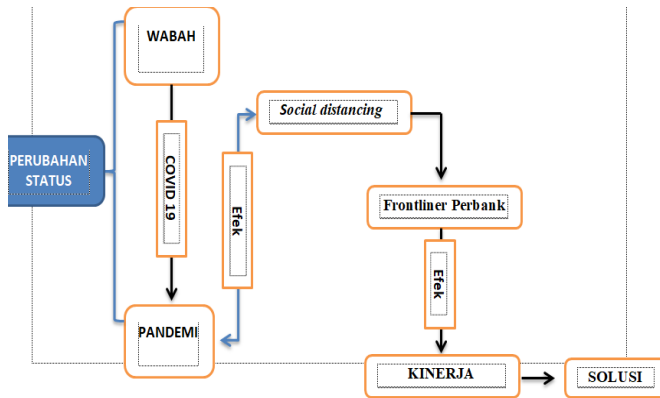 WABAH
Social distancing
PERUBAHAN
STATUS
COVID 19
Efek
Frontliner Perbank
Efek
PANDEMI
KINERJA
SOLUSI